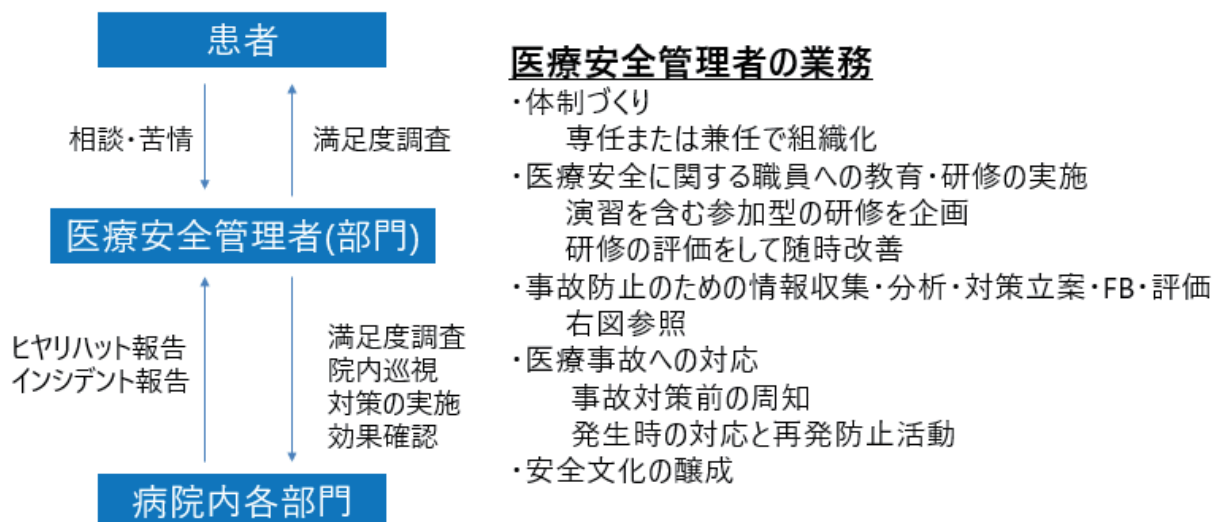 患者
相談・苦情
満足度調査
医療安全管理者(部門)
ヒヤリハット報告
インシデント報告
満足度調査
院内巡視
対策の実施
効果確認
病院内各部門
医療安全管理者の業務
・体制づくり
専任または兼任で組織化
・医療安全に関する職員への教育・研修の実施
演習を含む参加型の研修を企画
研修の評価をして随時改善
・事故防止のための情報収集・分析・対策立案・FB・評価
右図参照
・医療事故への対応
事故対策前の周知
発生時の対応と再発防止活動
・安全文化の醸成